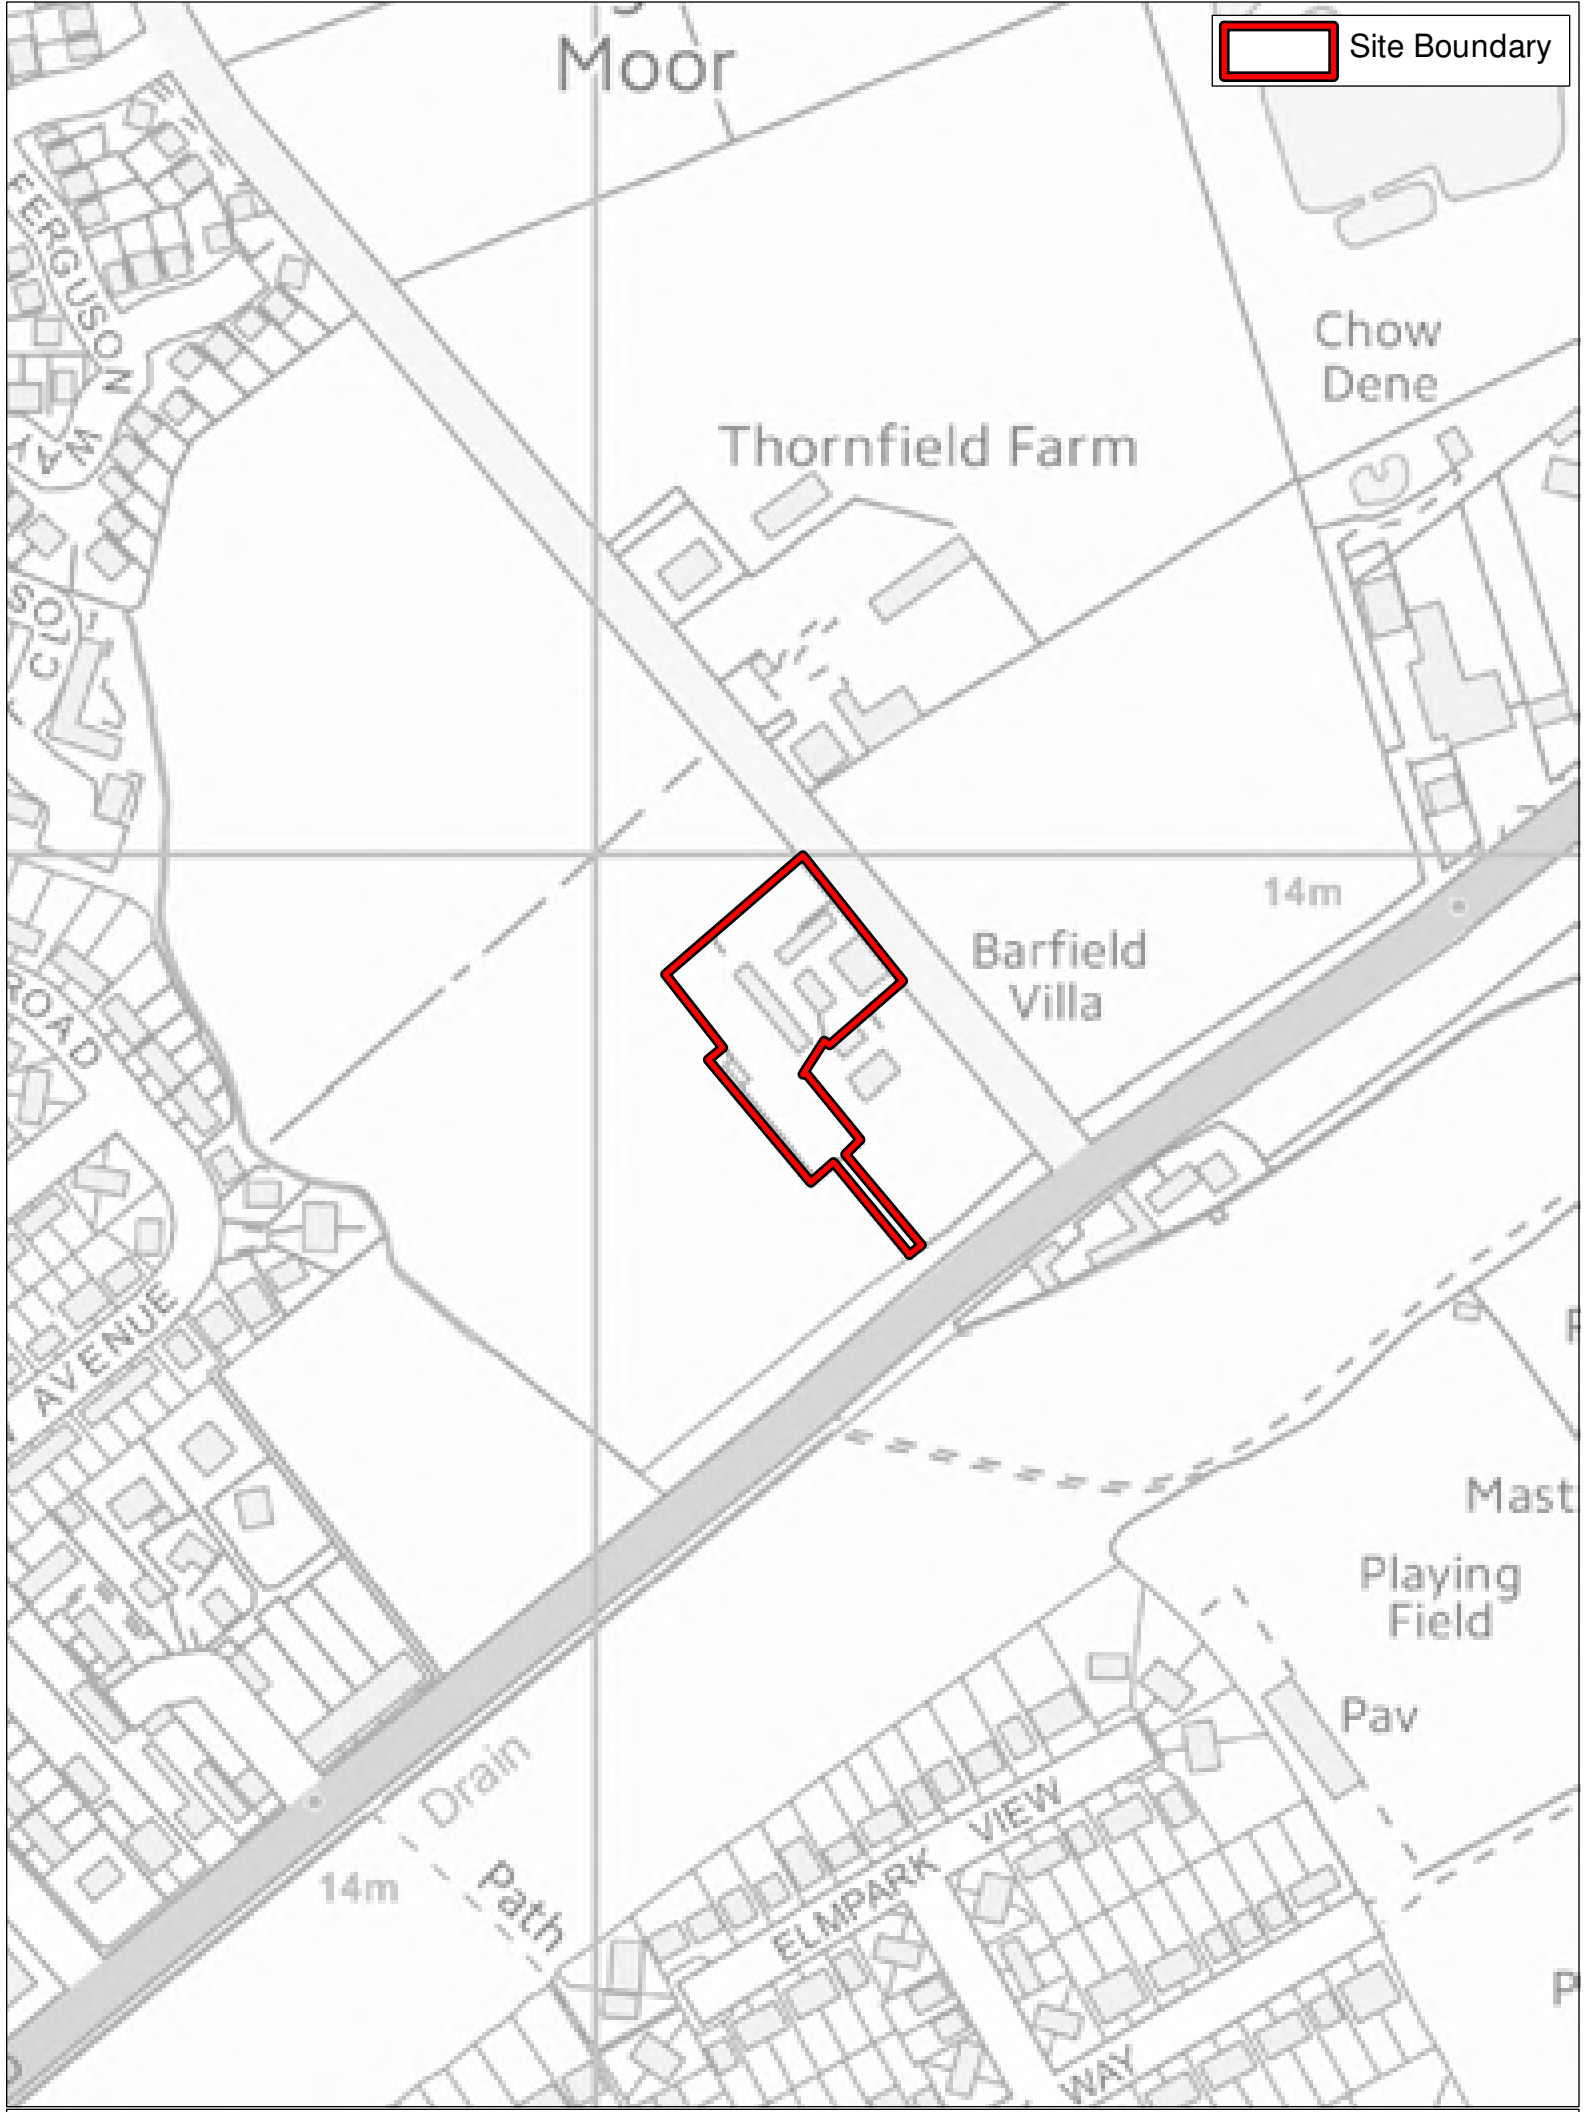 Moor
Site Boundary
FERGUSON
WAY
Chow
Dene
Thornfield Farm
14m
Barfield
Villa
ROAD
AVENUE
Mast
Playing
Field
Pav
Drain
14m
Path
ELMPARK VIEW
WAY